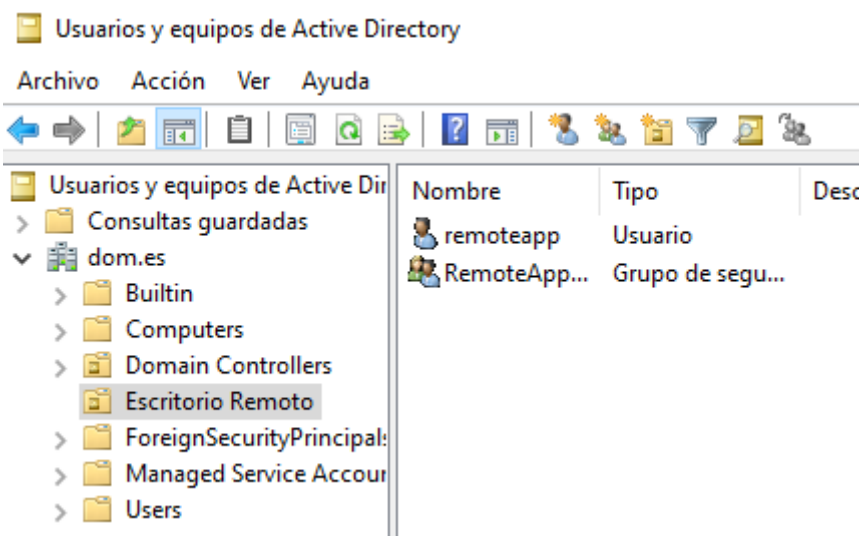 Usuarios y equipos de Active Directory
Archivo Acción Ver Ayuda
Usuarios y equipos de Active Dir
Consultas guardadas
dom.es
Builtin
Computers
Domain Controllers
Escritorio Remoto
ForeignSecurityPrincipals
Managed Service Accour
Users
Nombre Tipo Desc
remoteapp Usuario
RemoteApp... Grupo de segu...